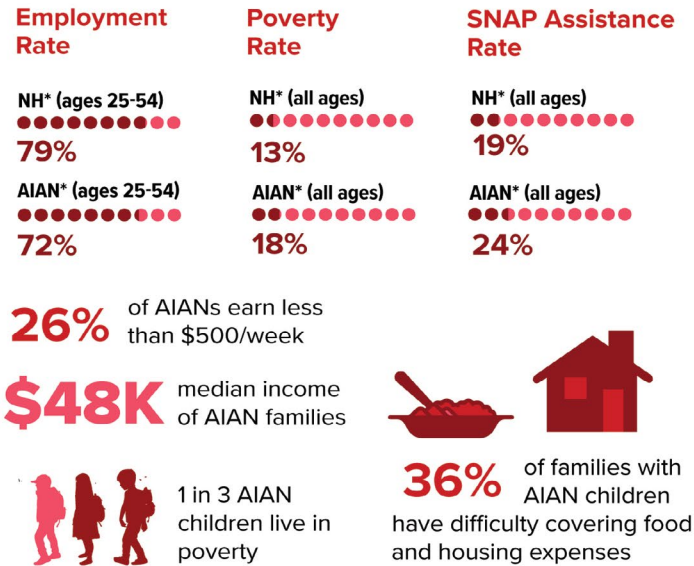 Employment
Rate
NH* (ages 25-54)
79%
AIAN* (ages 25-54)
72%
Poverty
Rate
NH* (all ages)
13%
AIAN* (all ages)
18%
SNAP Assistance
Rate
NH* (all ages)
19%
AIAN* (all ages)
24%
26% of AIANs earn less
than $500/week
$48K median income
of AIAN families
1 in 3 AIAN
children live in
poverty
36% of families with
AIAN children
have difficulty covering food
and housing expenses